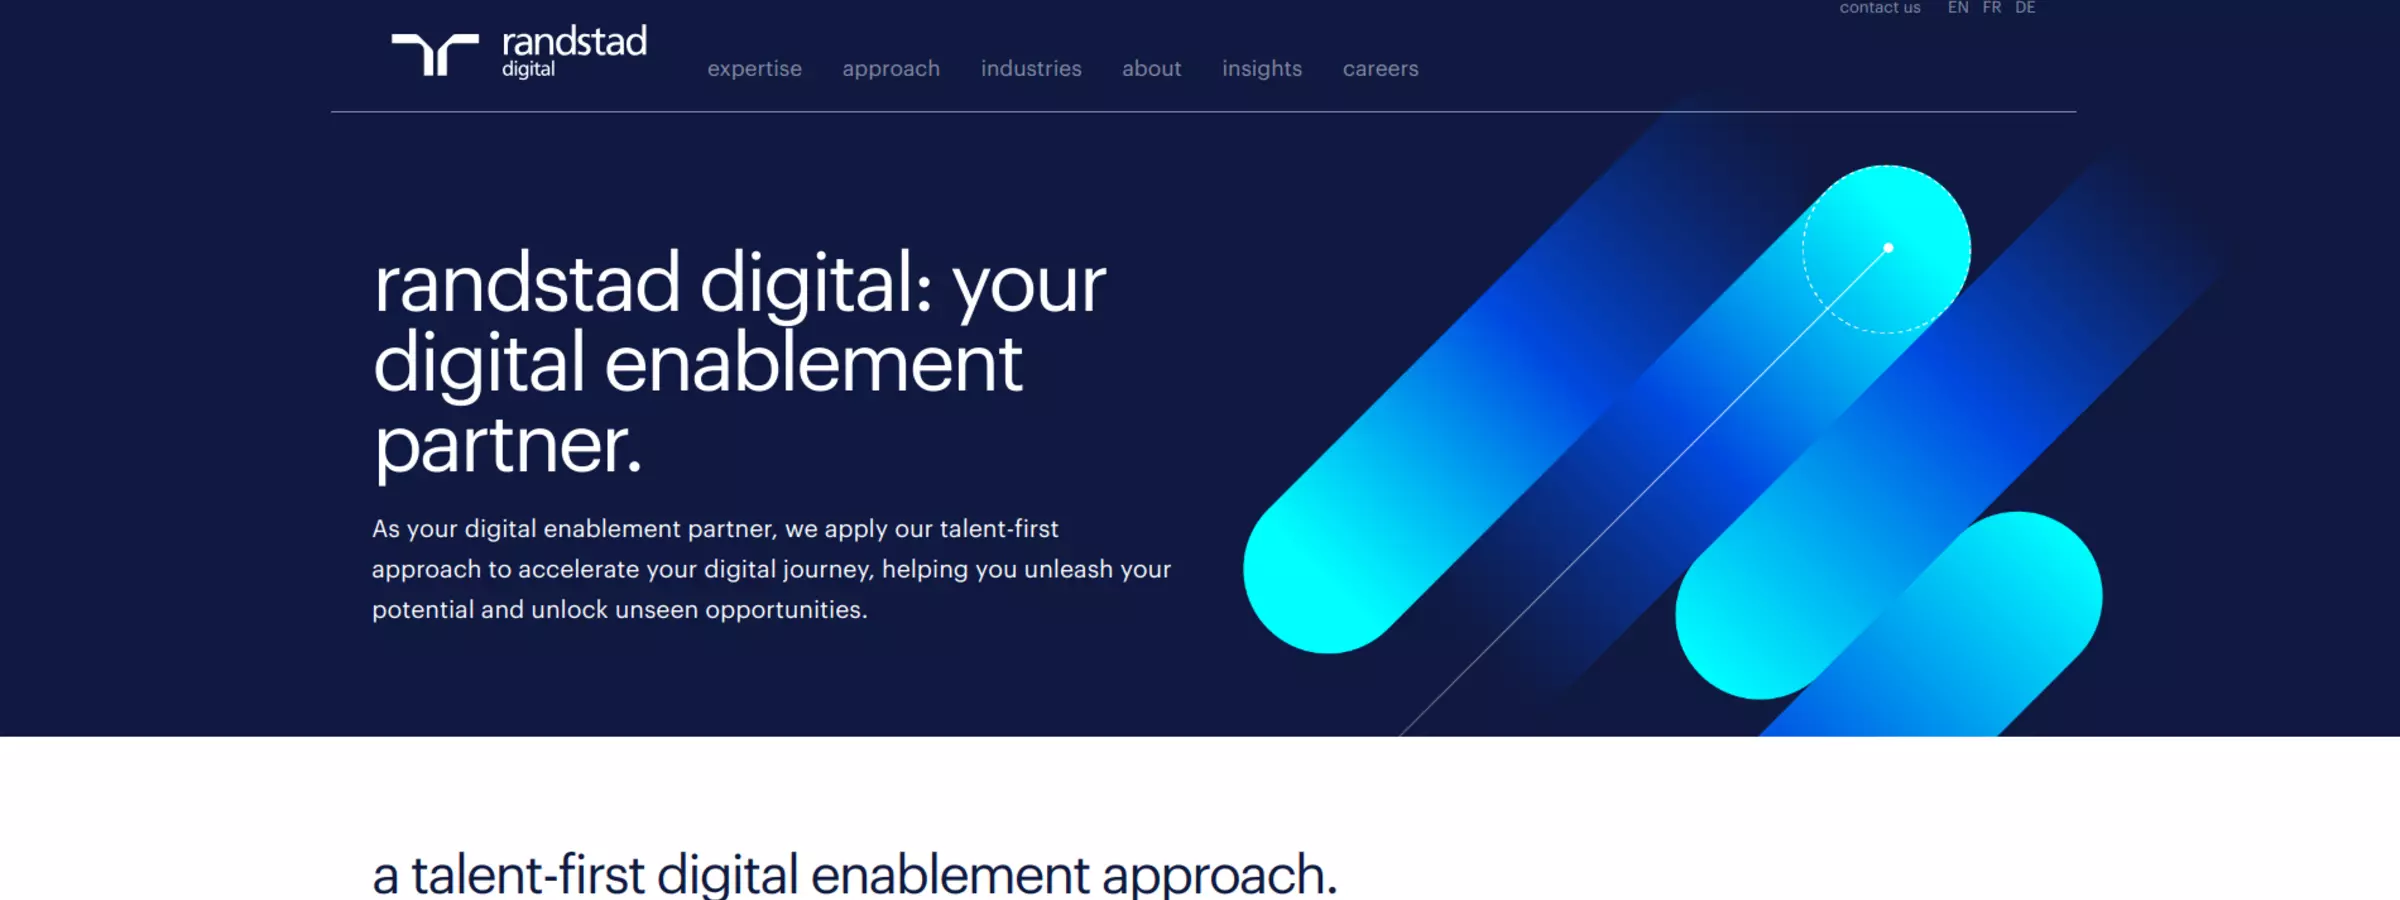 contact us EN FR DE
randstad
digital
expertise approach industries about insights careers
randstad digital: your
digital enablement
partner.
As your digital enablement partner, we apply our talent-first
approach to accelerate your digital journey, helping you unleash your
potential and unlock unseen opportunities.
a talent-first digital enablement approach.